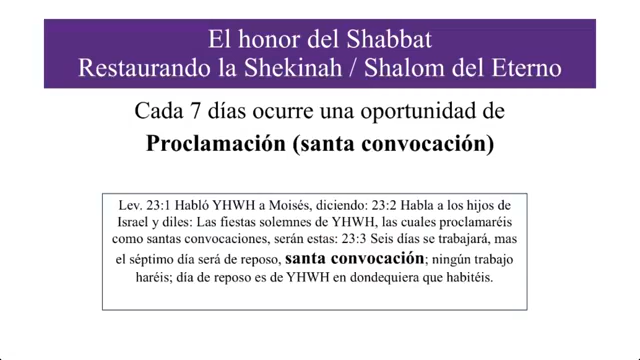 El honor del Shabbat
Restaurando la Shekinah / Shalom del Eterno
Cada 7 días ocurre una oportunidad de
Proclamación (santa convocación)
Lev. 23:1 Habló YHWH a Moisés, diciendo: 23:2 Habla a los hijos de
Israel y diles: Las fiestas solemnes de YHWH, las cuales proclamaréis
como santas convocaciones, serán estas: 23:3 Seis días se trabajará, mas
el séptimo día será de reposo, santa convocación; ningún trabajo
haréis; día de reposo es de YHWH en dondequiera que habitéis.